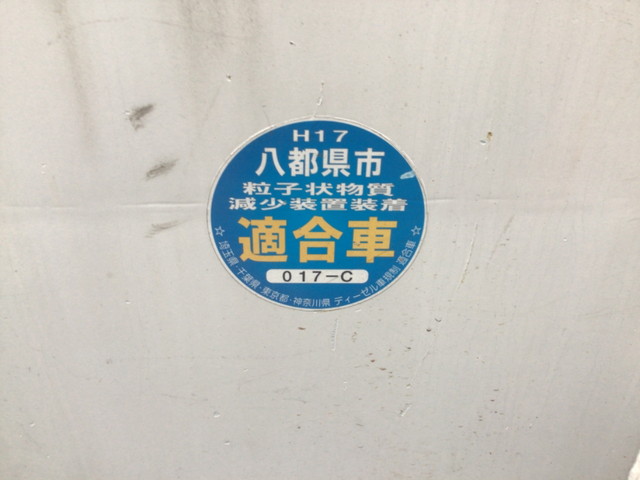 H17
八都県市
粒子状物質
減少装置装着
適合車
017-C
☆埼玉県・千葉県・東京都・神奈川県 ディーゼル車規制 適合車☆